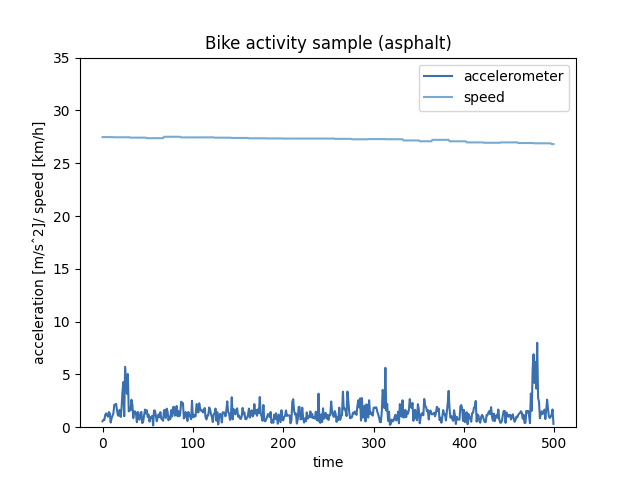 Bike activity sample (asphalt)
accelerometer
speed
35
30
25
20
15
10
5
0
acceleration [m/sˆ2]/ speed [km/h]
0 100 200 300 400 500
time